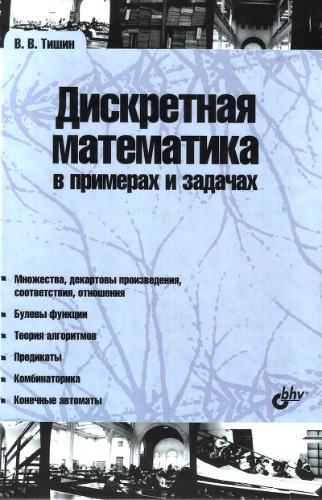 В. В. Тишин
Дискретная
математика
в примерах и задачах
Множества, декартовы произведения,
соответствия, отношения
Булевы функции
Теория алгоритмов
Предикаты
Комбинаторика
Конечные автоматы
bhv